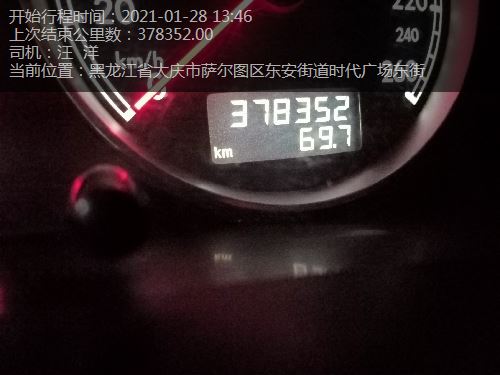 开始行程时间：2021-01-28 13:46
上次结束公里数：378352.00
司机：汪 洋
当前位置：黑龙江省大庆市萨尔图区东安街道时代广场东街
20
km/h
220
240
260
378352
69.7
km